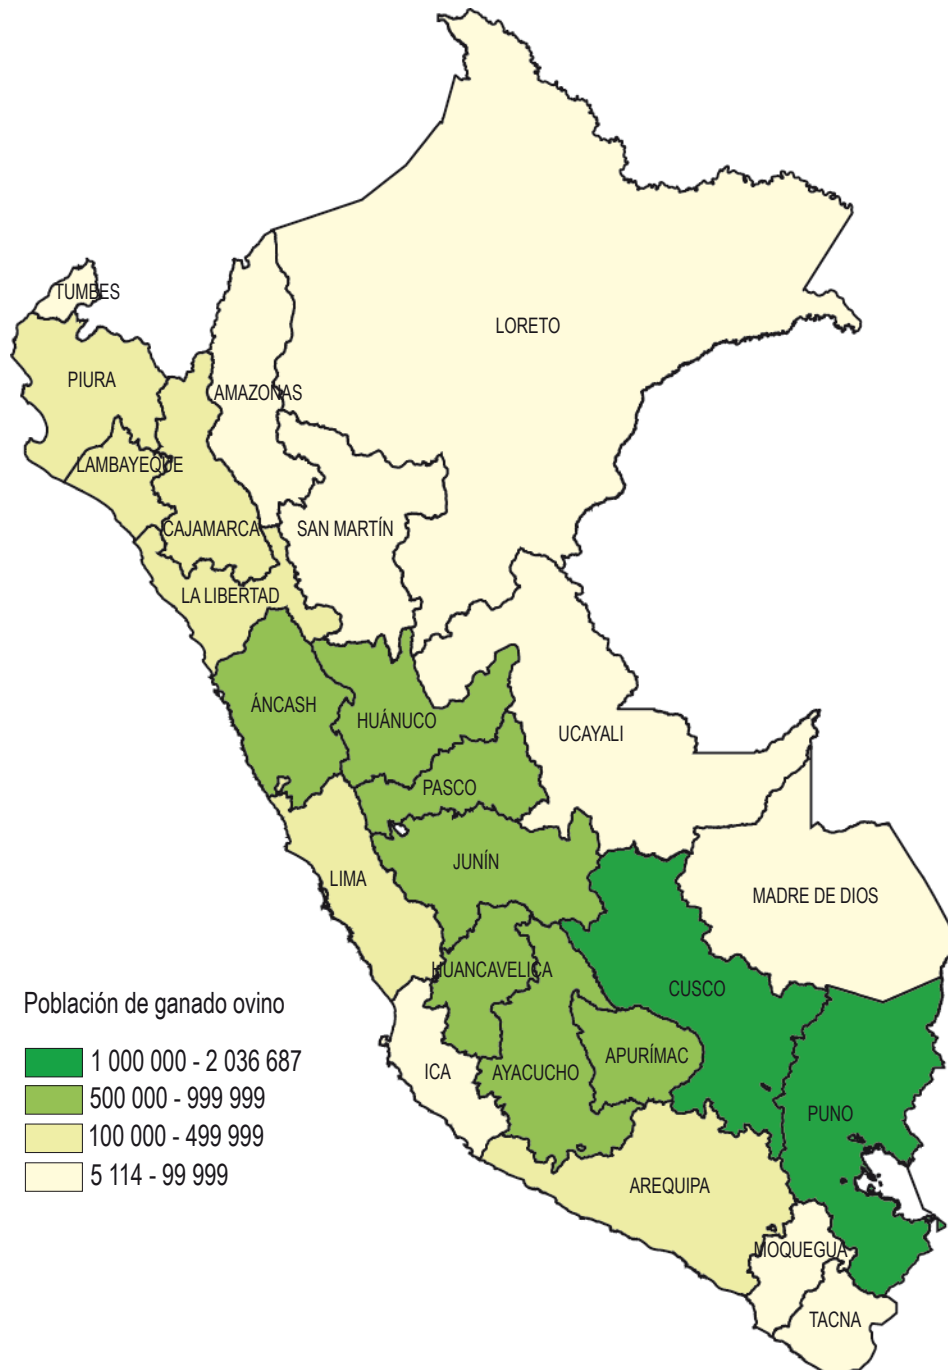 TUMBES
LORETO
PIURA
AMAZONAS
LAMBAYEQUE
CAJAMARCA
SAN MARTÍN
LA LIBERTAD
ÁNCASH
HUÁNUCO
UCAYALI
PASCO
JUNÍN
LIMA
MADRE DE DIOS
HUANCAVELICA
CUSCO
Población de ganado ovino
1 000 000 - 2 036 687
500 000 - 999 999
100 000 - 499 999
5 114 - 99 999
ICA
AYACUCHO
APURÍMAC
PUNO
AREQUIPA
MOQUEGUA
TACNA